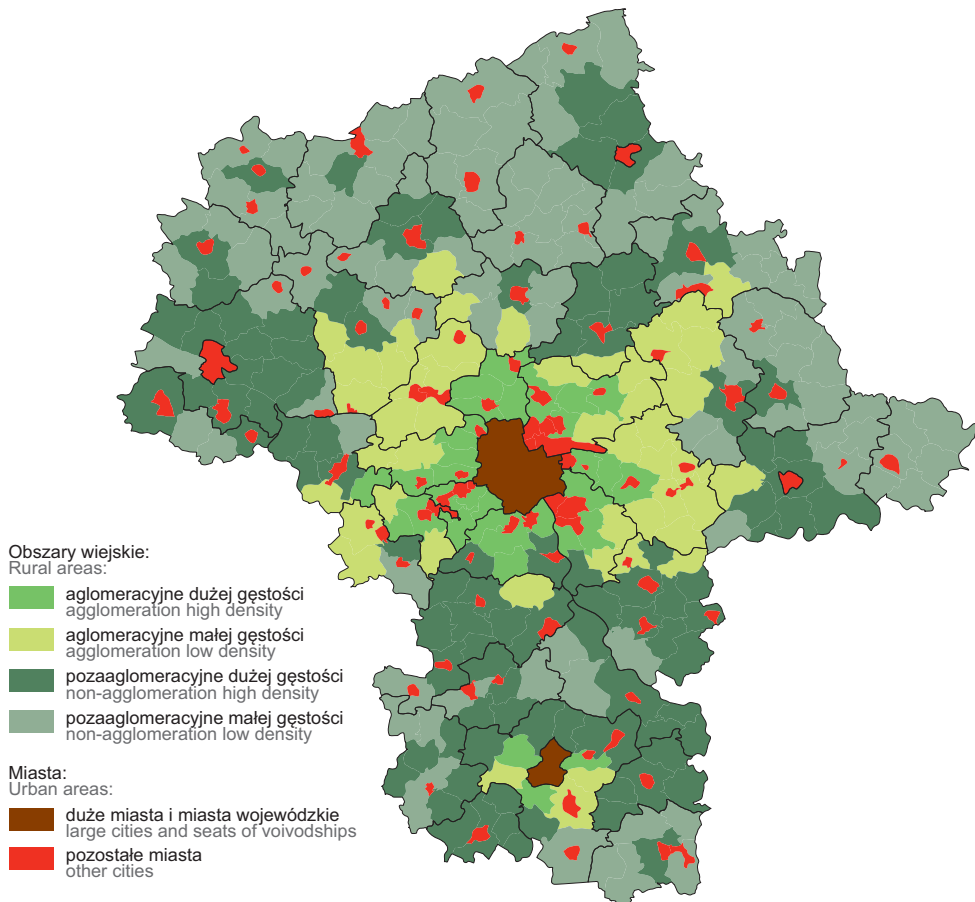 Obszary wiejskie:
Rural areas:
aglomeracyjne dużej gęstości
agglomeration high density
aglomeracyjne małej gęstości
agglomeration low density
pozaaglomeracyjne dużej gęstości
non-agglomeration high density
pozaaglomeracyjne małej gęstości
non-agglomeration low density
Miasta:
Urban areas:
duże miasta i miasta wojewódzkie
large cities and seats of voivodships
pozostałe miasta
other cities